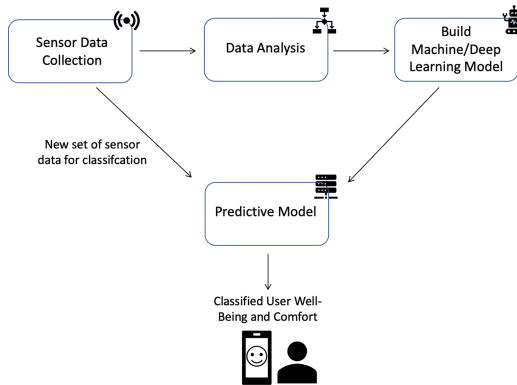 Sensor Data
Collection
Data Analysis
Build
Machine/Deep
Learning Model
New set of sensor
data for classifcation
Predictive Model
Classified User Well-
Being and Comfort